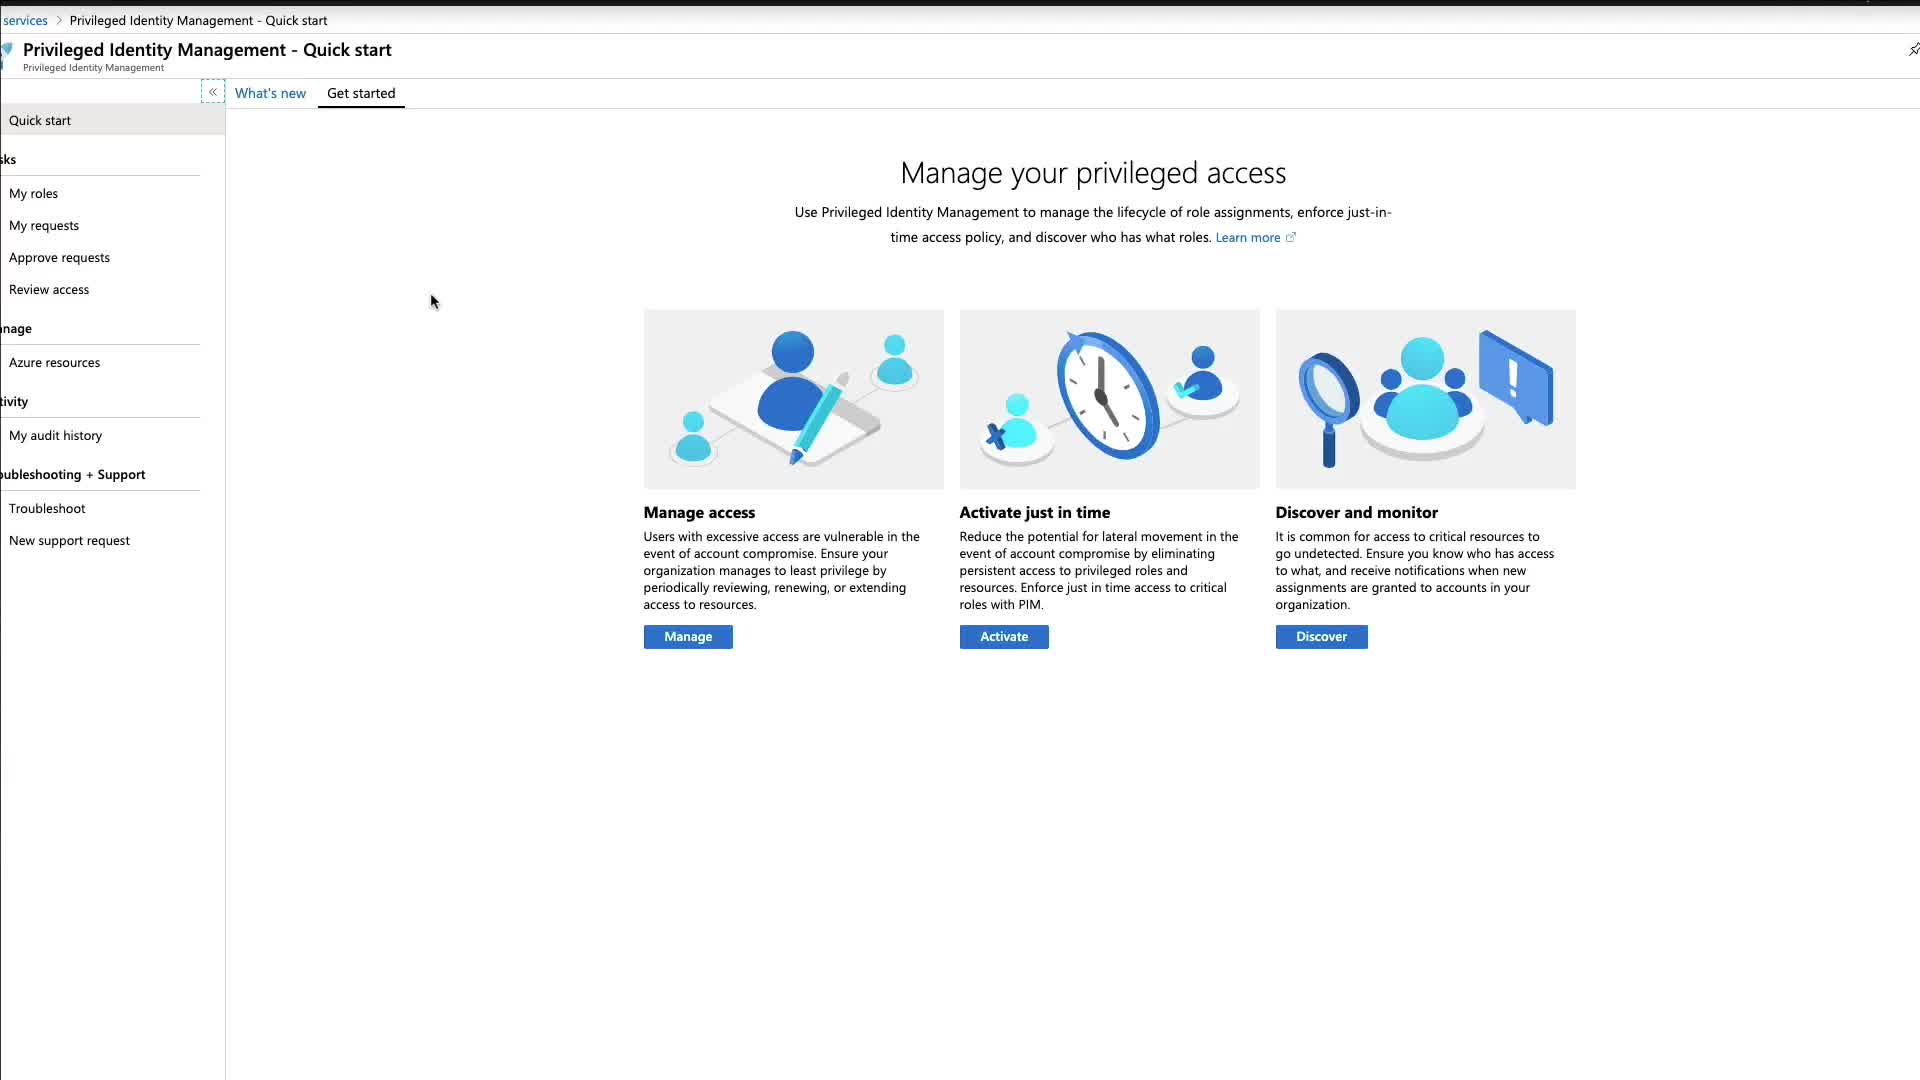 services > Privileged Identity Management - Quick start
Privileged Identity Management - Quick start
Privileged Identity Management
« What's new Get started
Quick start
sks
My roles
My requests
Approve requests
Review access
nage
Azure resources
tivity
My audit history
oubleshooting + Support
Troubleshoot
New support request
Manage your privileged access
Use Privileged Identity Management to manage the lifecycle of role assignments, enforce just-in-
time access policy, and discover who has what roles. Learn more
Manage access
Users with excessive access are vulnerable in the
event of account compromise. Ensure your
organization manages to least privilege by
periodically reviewing, renewing, or extending
access to resources.
Manage
Activate just in time
Reduce the potential for lateral movement in the
event of account compromise by eliminating
persistent access to privileged roles and
resources. Enforce just in time access to critical
roles with PIM.
Activate
Discover and monitor
It is common for access to critical resources to
go undetected. Ensure you know who has access
to what, and receive notifications when new
assignments are granted to accounts in your
organization.
Discover